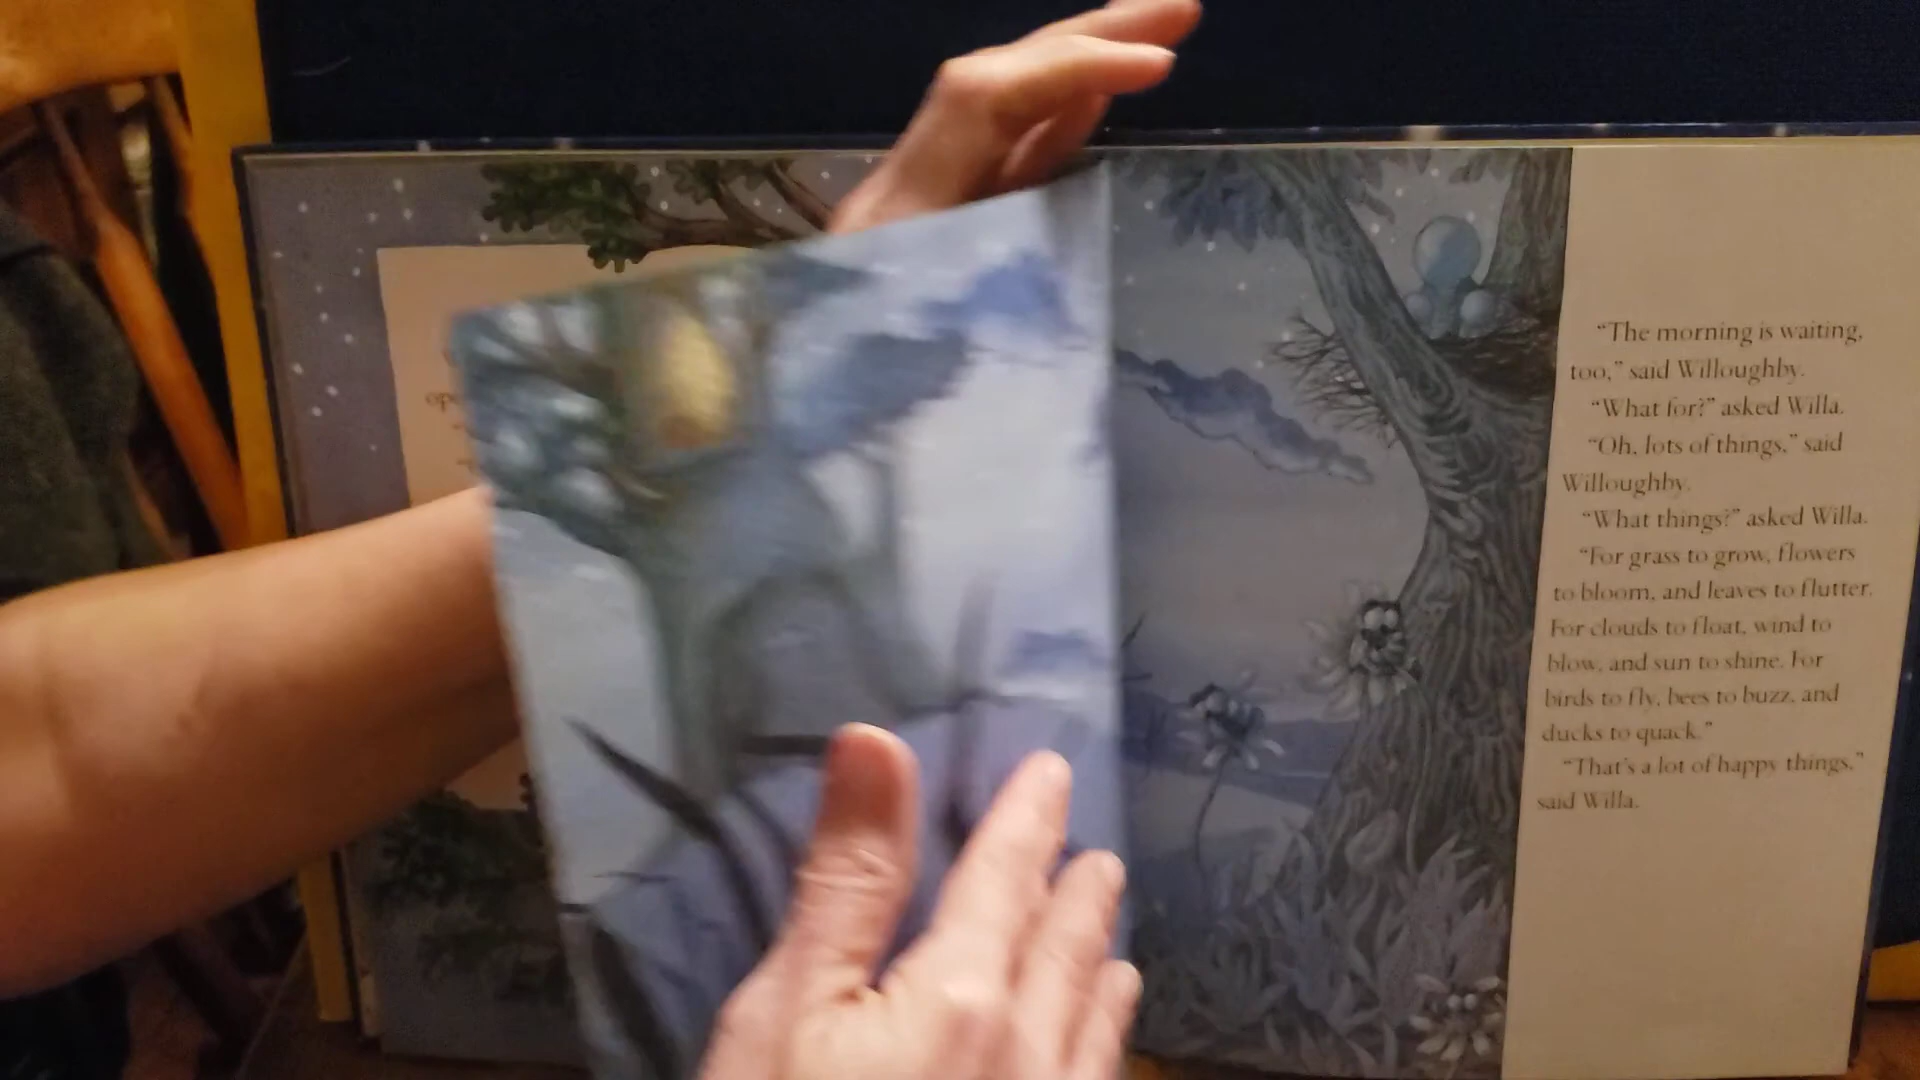 “The morning is waiting,
too,” said Willoughby.
“What for?” asked Willa.
“Oh, lots of things,” said
Willoughby.
“What things?” asked Willa.
“For grass to grow, flowers
to bloom, and leaves to flutter.
For clouds to float, wind to
blow, and sun to shine. For
birds to fly, bees to buzz, and
ducks to quack.”
“That’s a lot of happy things,”
said Willa.